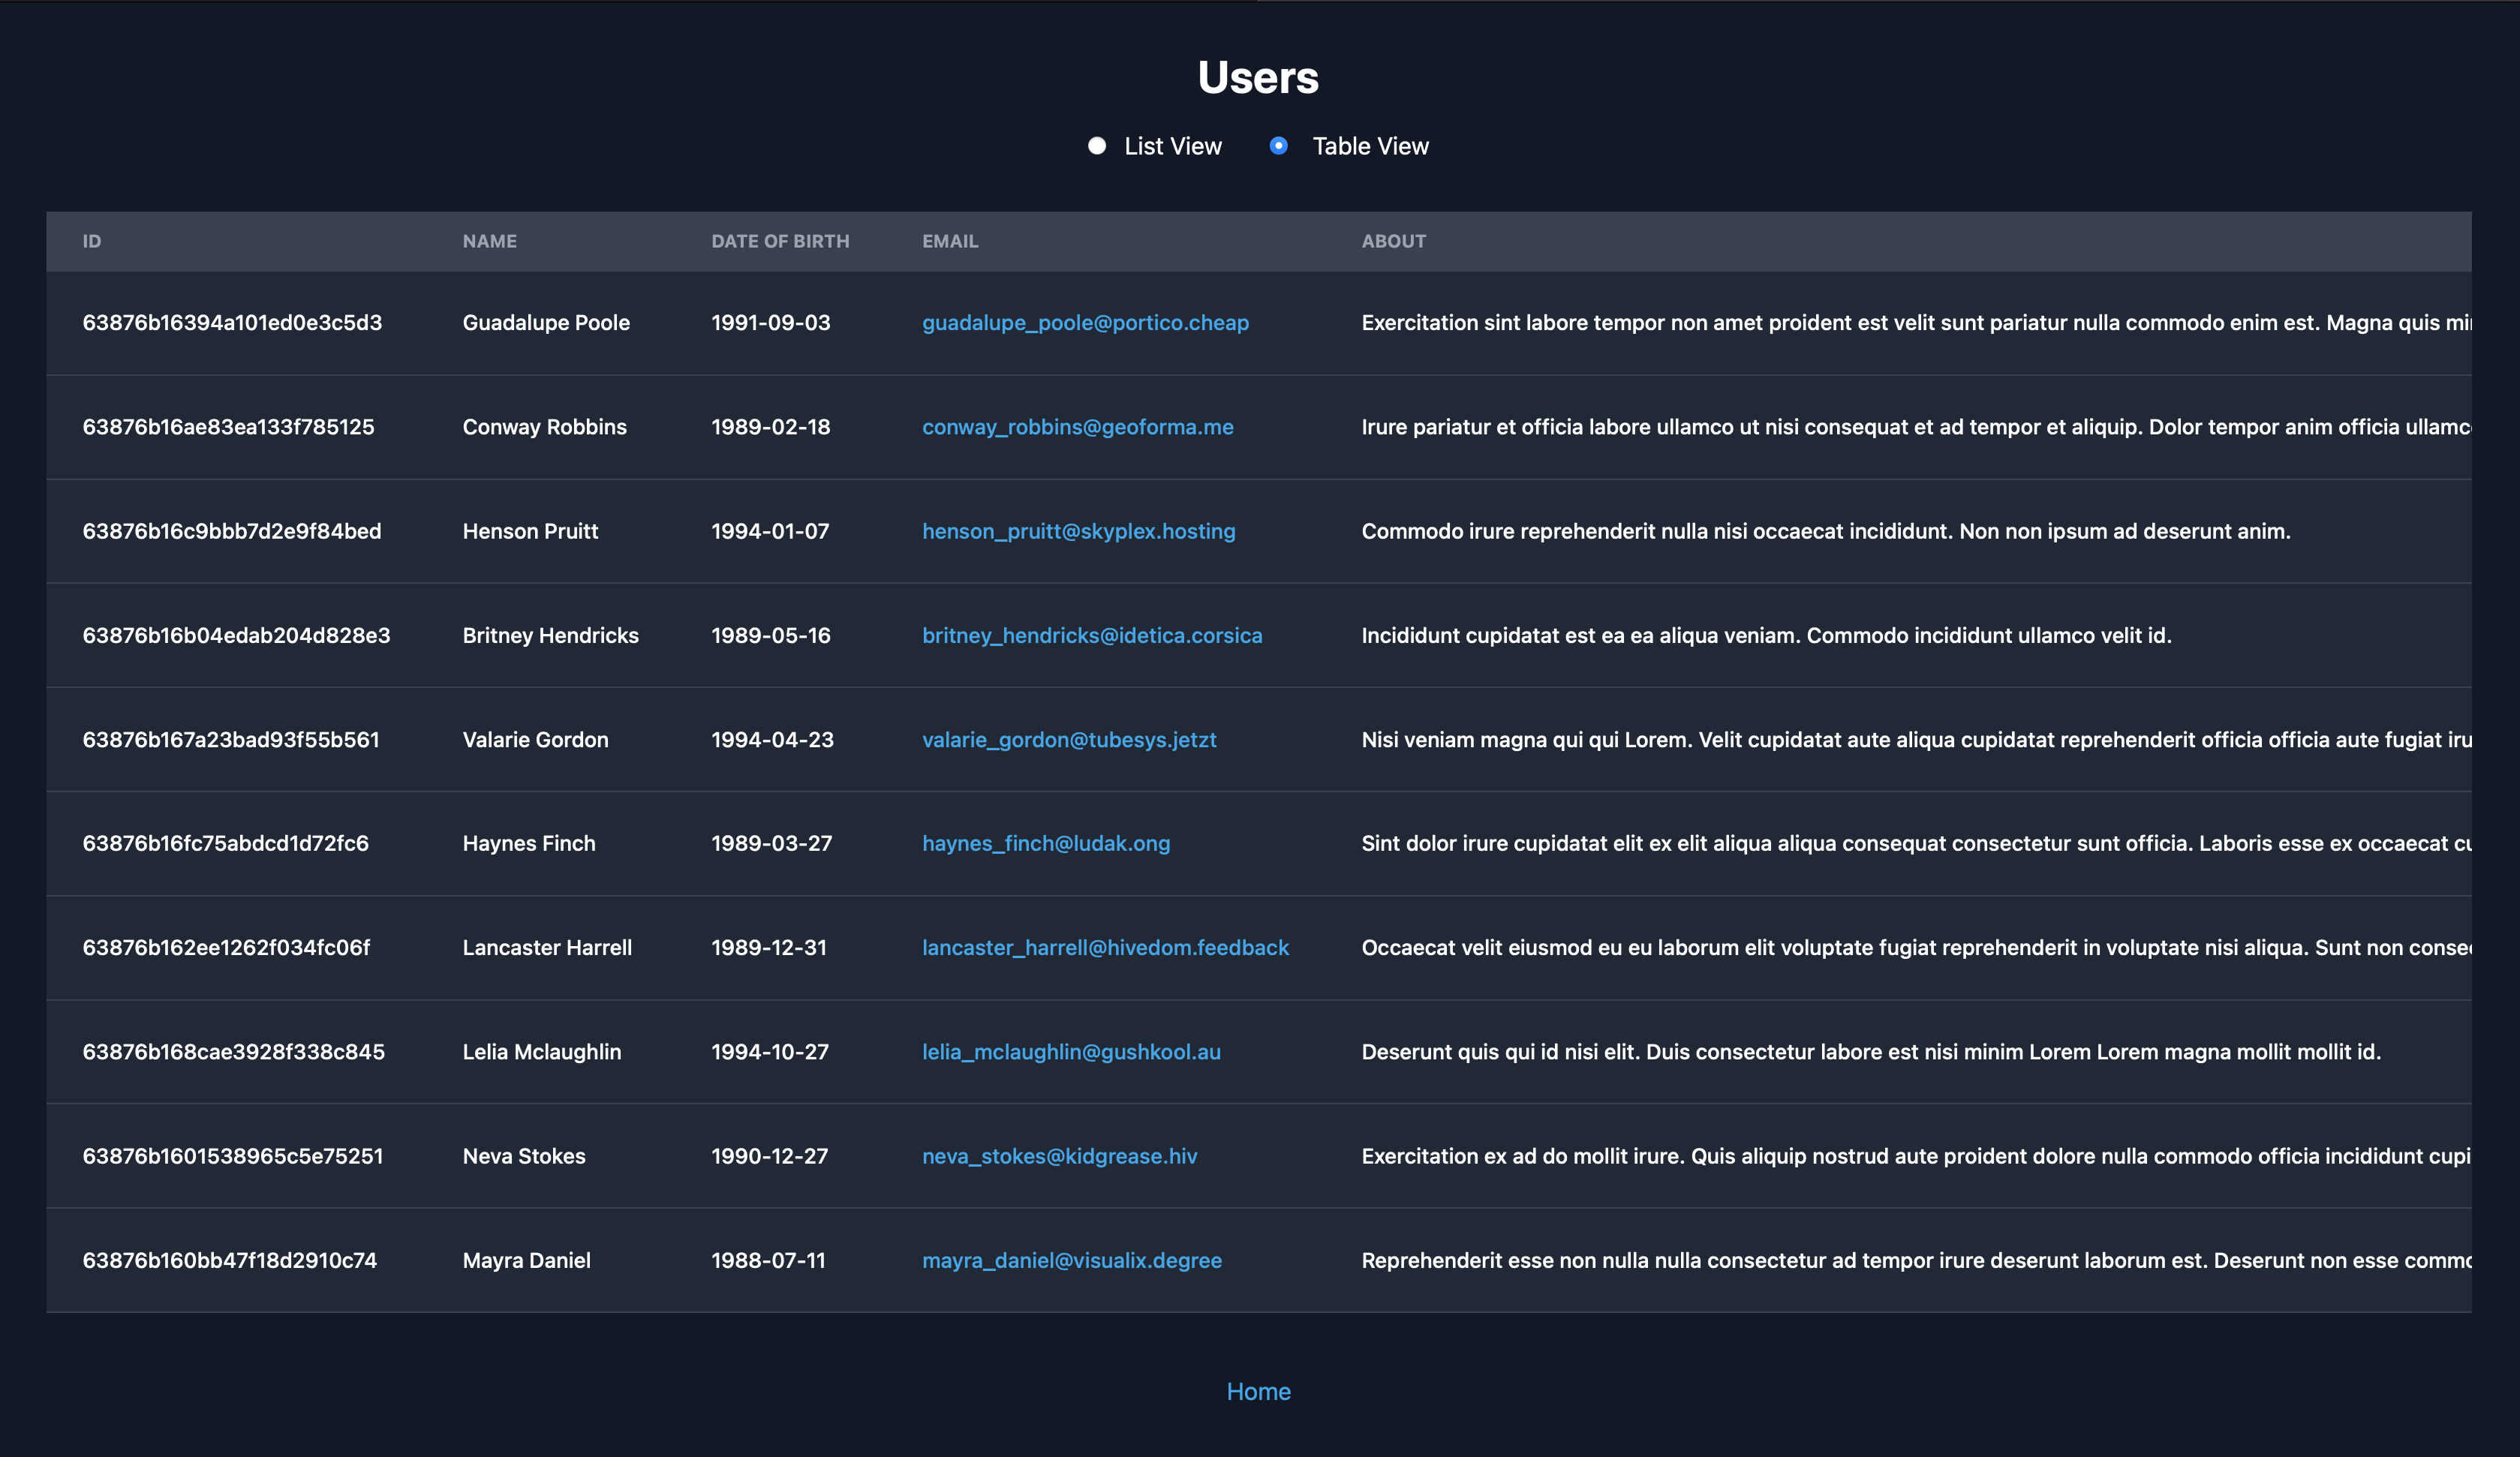 Users
List View Table View
ID NAME DATE OF BIRTH EMAIL ABOUT
63876b16394a101ed0e3c5d3 Guadalupe Poole 1991-09-03 guadalupe_poole@portico.cheap Exercitation sint labore tempor non amet proident est velit sunt pariatur nulla commodo enim est. Magna quis
63876b16ae83ea133f785125 Conway Robbins 1989-02-18 conway_robbins@geoforma.me Irure pariatur et officia labore ullamco ut nisi consequat et ad tempor et aliquip. Dolor tempor anim officia ullamc
63876b16c9bbb7d2e9f84bed Henson Pruitt 1994-01-07 henson_pruitt@skyplex.hosting Commodo irure reprehenderit nulla nisi occaecat incididunt. Non non ipsum ad deserunt anim.
63876b16b04edab204d828e3 Britney Hendricks 1989-05-16 britney_hendricks@idetica.corsica Incididunt cupidatat est ea ea aliqua veniam. Commodo incididunt ullamco velit id.
63876b167a23bad93f55b561 Valarie Gordon 1994-04-23 valarie_gordon@tubesys.jetzt Nisi veniam magna qui qui Lorem. Velit cupidatat aute aliqua cupidatat reprehenderit officia officia aute fugiat iru
63876b16fc75abdcd1d72fc6 Haynes Finch 1989-03-27 haynes_finch@ludak.ong Sint dolor irure cupidatat elit ex elit aliqua aliqua consequat consectetur sunt officia. Laboris esse ex occaecat cu
63876b162ee1262f034fc06f Lancaster Harrell 1989-12-31 lancaster_harrell@hivedom.feedback Occaecat velit eiusmod eu eu laborum elit voluptate fugiat reprehenderit in voluptate nisi aliqua. Sunt non conse
63876b168cae3928f338c845 Lelia Mclaughlin 1994-10-27 lelia_mclaughlin@gushkool.au Deserunt quis qui id nisi elit. Duis consectetur labore est nisi minim Lorem Lorem magna mollit mollit id.
63876b1601538965c5e75251 Neva Stokes 1990-12-27 neva_stokes@kidgrease.hiv Exercitation ex ad do mollit irure. Quis aliquip nostrud aute proident dolore nulla commodo officia incididunt cupi
63876b160bb47f18d2910c74 Mayra Daniel 1988-07-11 mayra_daniel@visualix.degree Reprehenderit esse non nulla nulla consectetur ad tempor irure deserunt laborum est. Deserunt non esse comm
Home